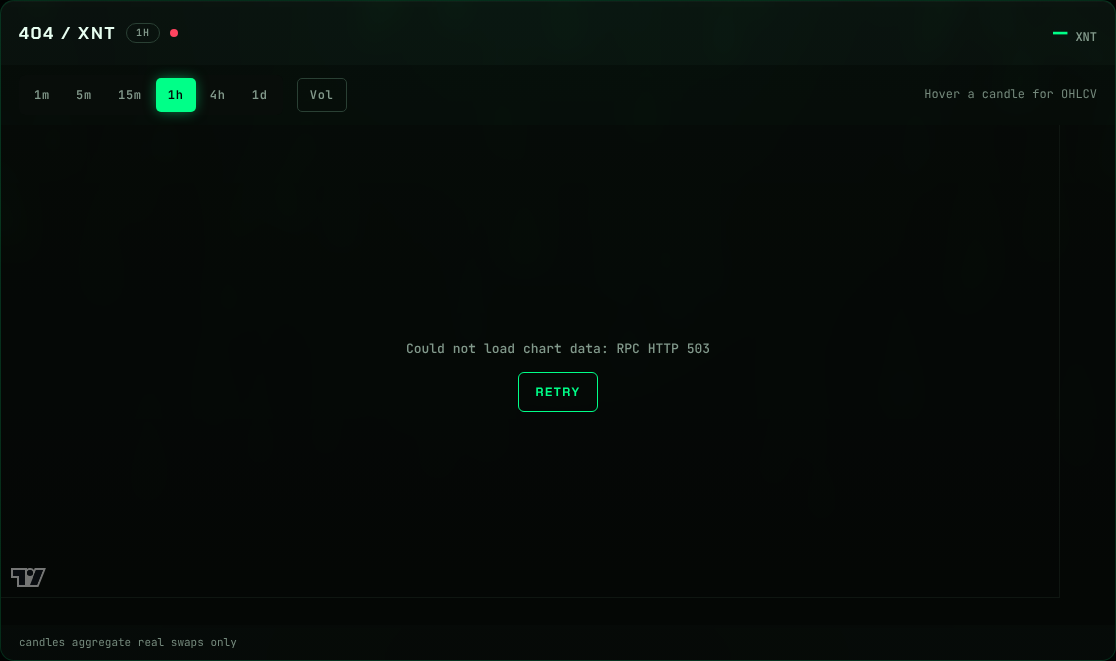 404 / XNT 1H
— XNT
1m 5m 15m 1h 4h 1d Vol
Hover a candle for OHLCV
Could not load chart data: RPC HTTP 503
RETRY
candles aggregate real swaps only